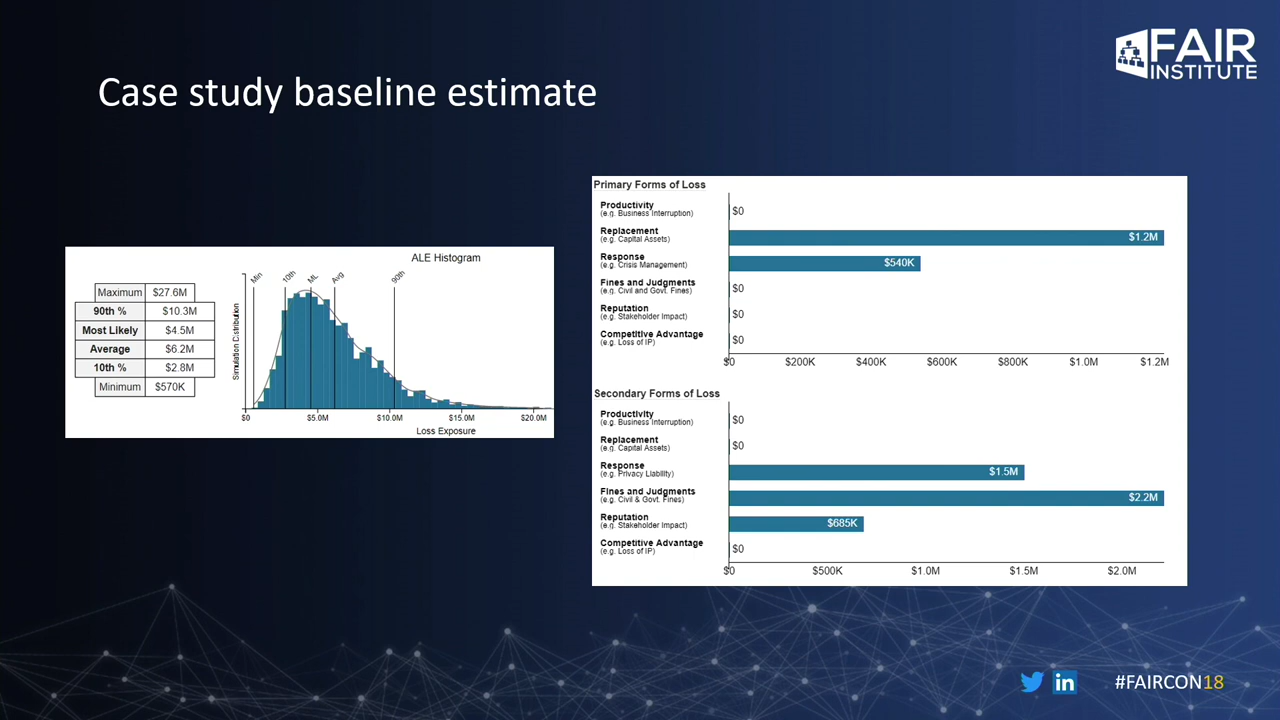 FAIR
INSTITUTE
Case study baseline estimate
Maximum $27.6M
90th % $10.3M
Most Likely $4.5M
Average $6.2M
10th % $2.8M
Minimum $570K
ALE Histogram
Min 10th ML Avg 90th
Simulation Distribution
$0 $5.0M $10.0M $15.0M $20.0M
Loss Exposure
Primary Forms of Loss
Productivity $0
(e.g. Business Interruption)
Replacement $1.2M
(e.g. Capital Assets)
Response $540K
(e.g. Crisis Management)
Fines and Judgments $0
(e.g. Civil and Govt. Fines)
Reputation $0
(e.g. Stakeholder Impact)
Competitive Advantage $0
(e.g. Loss of IP)
$0 $200K $400K $600K $800K $1.0M $1.2M
Secondary Forms of Loss
Productivity $0
(e.g. Business Interruption)
Replacement $0
(e.g. Capital Assets)
Response $1.5M
(e.g. Privacy Liability)
Fines and Judgments $2.2M
(e.g. Civil & Govt. Fines)
Reputation $685K
(e.g. Stakeholder Impact)
Competitive Advantage $0
(e.g. Loss of IP)
$0 $500K $1.0M $1.5M $2.0M
in #FAIRCON18